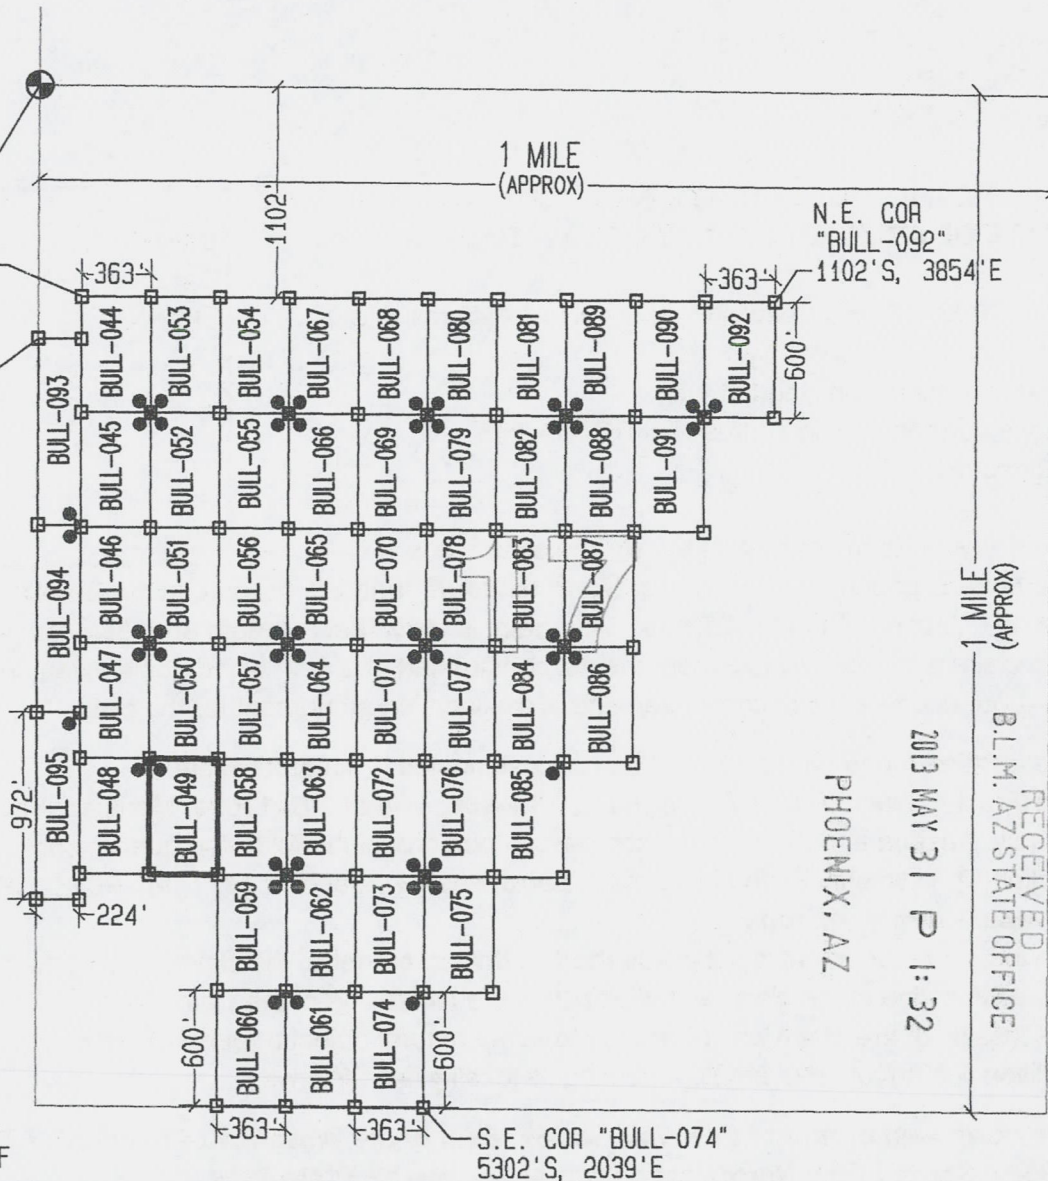 1 MILE
(APPROX)
1102'
N.E. COR
"BULL-092"
1102'S, 3854'E
363'
363'
600'
BULL-044
BULL-053
BULL-054
BULL-067
BULL-068
BULL-080
BULL-081
BULL-089
BULL-090
BULL-092
BULL-093
BULL-045
BULL-052
BULL-055
BULL-066
BULL-069
BULL-079
BULL-082
BULL-088
BULL-091
BULL-094
BULL-046
BULL-051
BULL-056
BULL-065
BULL-070
BULL-078
BULL-083
BULL-087
BULL-047
BULL-050
BULL-057
BULL-064
BULL-071
BULL-077
BULL-084
BULL-086
972'
BULL-095
BULL-048
BULL-049
BULL-058
BULL-063
BULL-072
BULL-076
BULL-085
224'
BULL-059
BULL-062
BULL-073
BULL-075
600'
BULL-060
BULL-061
BULL-074
600'
363'
363'
S.E. COR "BULL-074"
5302'S, 2039'E
F
1 MILE
(APPROX)
RECEIVED
B.L.M. AZ STATE OFFICE
2013 MAY 31 P 1:32
PHOENIX, AZ